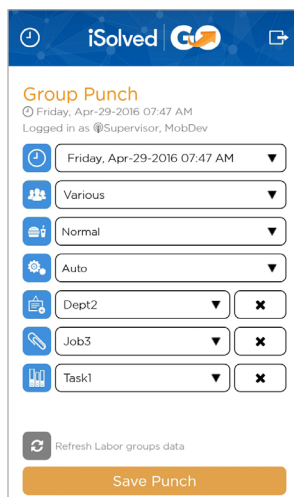 iSolved GO
Group Punch
Friday, Apr-29-2016 07:47 AM
Logged in as @Supervisor, MobDev
Friday, Apr-29-2016 07:47 AM
Various
Normal
Auto
Dept2
Job3
Task1
Refresh Labor groups data
Save Punch